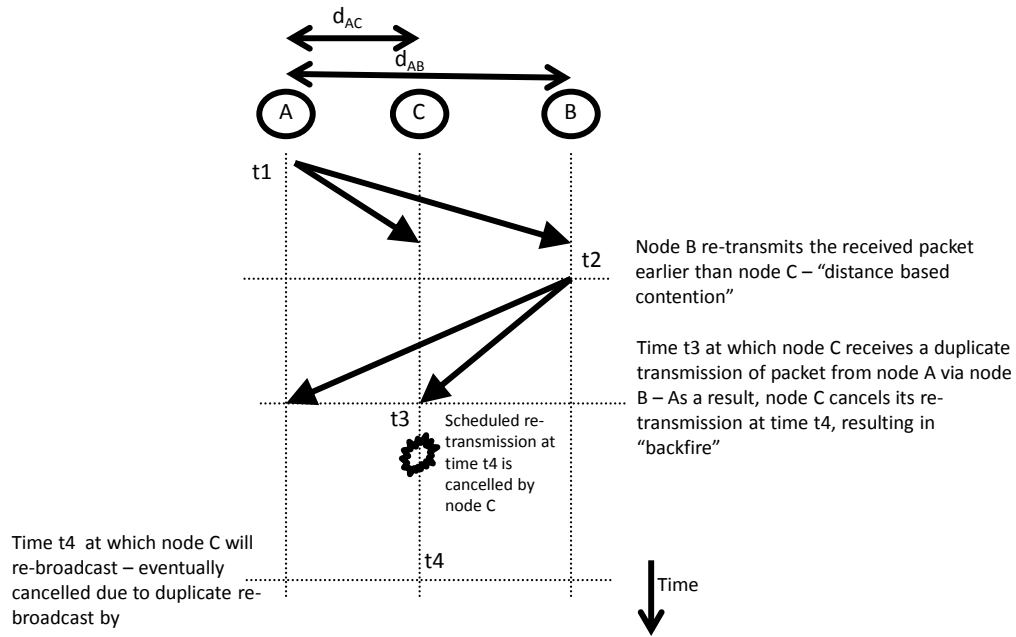 dAC
dAB
A
C
B
t1
t2
Node B re-transmits the received packet
earlier than node C – “distance based
contention”
Time t3 at which node C receives a duplicate
transmission of packet from node A via node
B – As a result, node C cancels its re-
transmission at time t4, resulting in
“backfire”
t3
Scheduled re-
transmission at
time t4 is
cancelled by
node C
Time t4 at which node C will
re-broadcast – eventually
cancelled due to duplicate re-
broadcast by
t4
Time